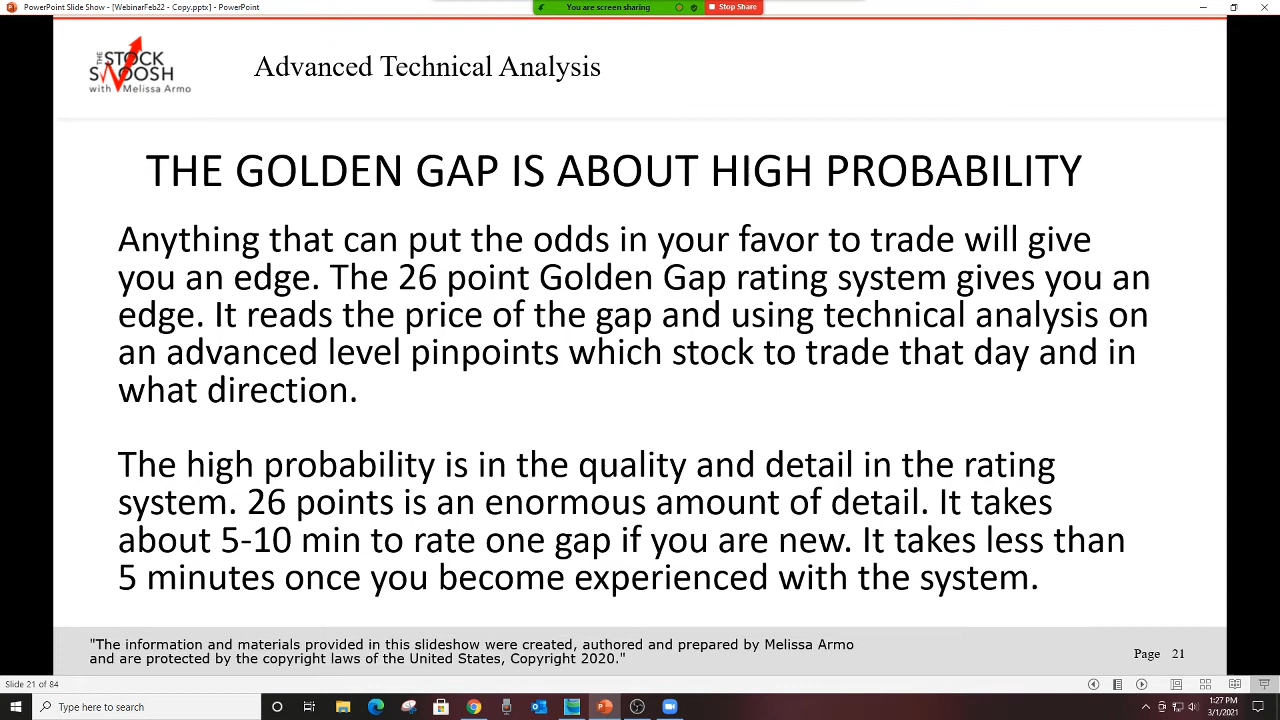 PowerPoint Slide Show - [WebinarFeb22 - Copy.pptx] - PowerPoint
You are screen sharing
Stop Share
THE
STOCK
SWOOSH
with Melissa Armo
Advanced Technical Analysis
THE GOLDEN GAP IS ABOUT HIGH PROBABILITY
Anything that can put the odds in your favor to trade will give
you an edge. The 26 point Golden Gap rating system gives you an
edge. It reads the price of the gap and using technical analysis on
an advanced level pinpoints which stock to trade that day and in
what direction.
The high probability is in the quality and detail in the rating
system. 26 points is an enormous amount of detail. It takes
about 5-10 min to rate one gap if you are new. It takes less than
5 minutes once you become experienced with the system.
"The information and materials provided in this slideshow were created, authored and prepared by Melissa Armo
and are protected by the copyright laws of the United States, Copyright 2020."
Page 21
Slide 21 of 84
Type here to search
1:27 PM
3/1/2021